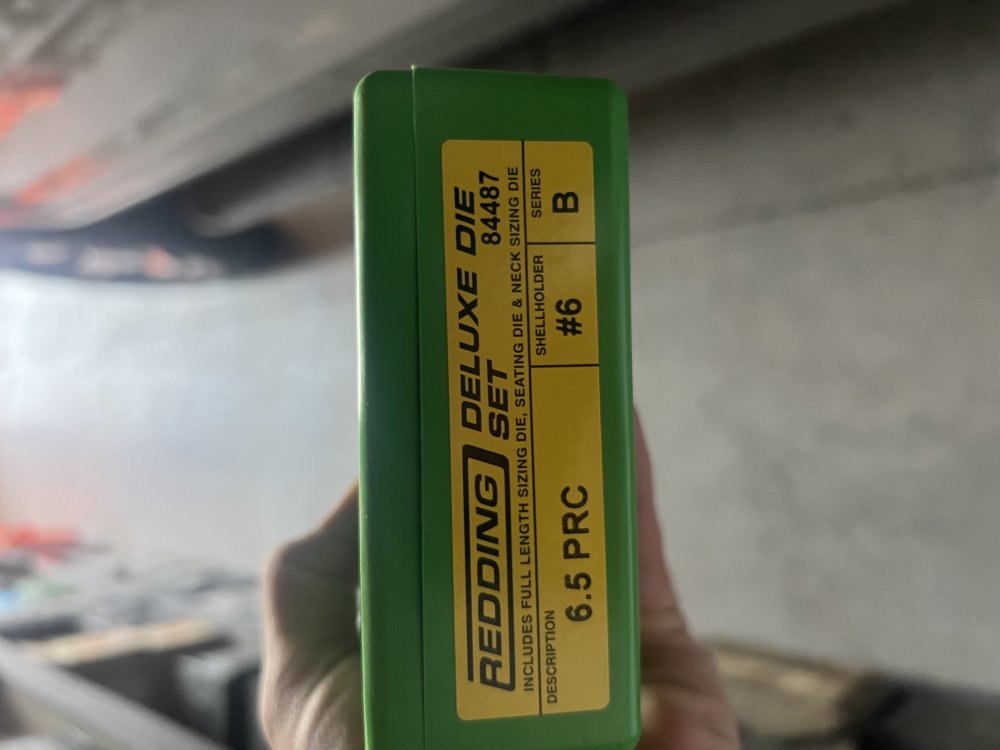 REDDING DELUXE DIE
SET 84487
INCLUDES FULL LENGTH SIZING DIE, SEATING DIE & NECK SIZING DIE
DESCRIPTION SHELLHOLDER SERIES
6.5 PRC #6 B